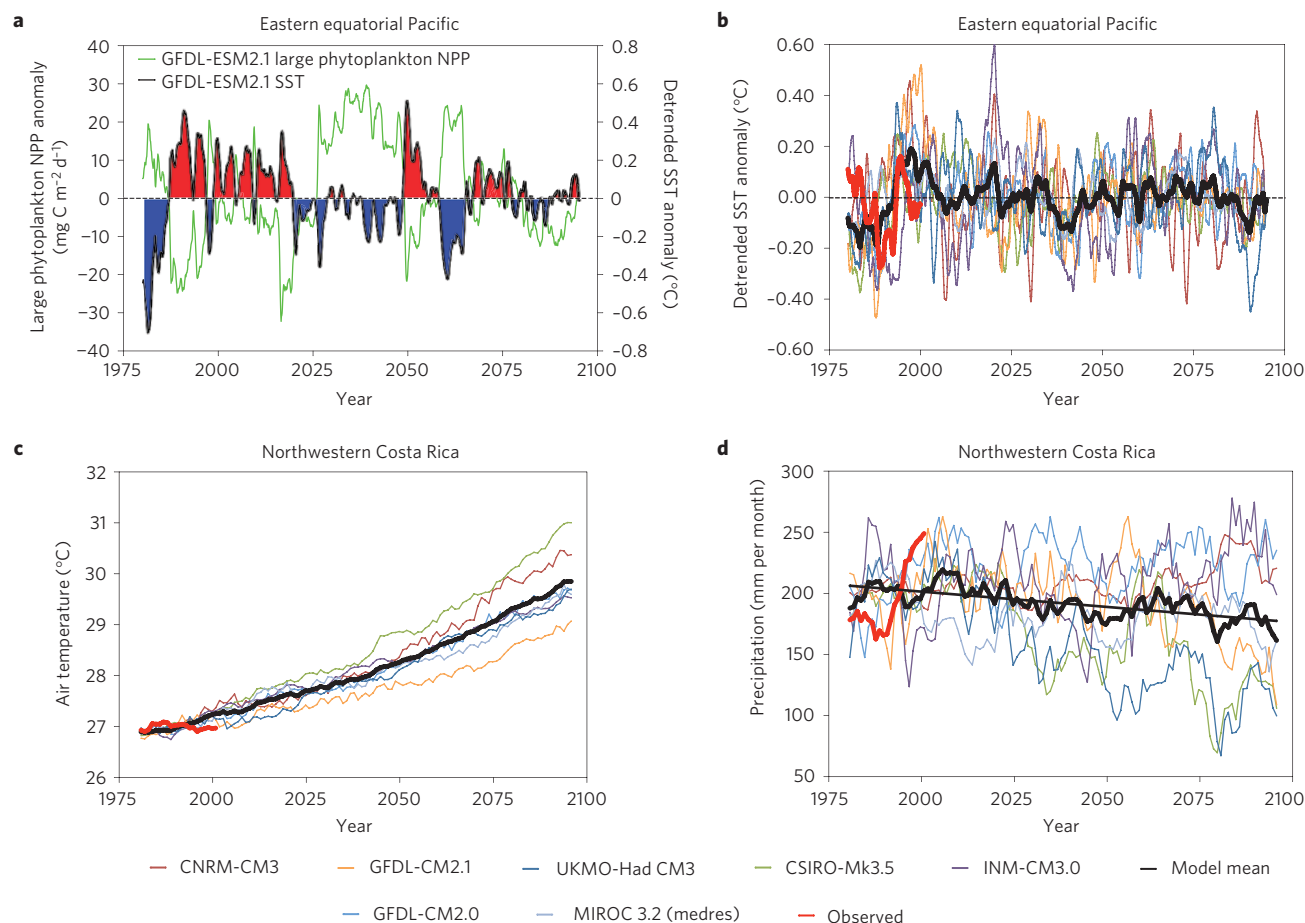 a
Eastern equatorial Pacific
40
30
20
10
0
−10
−20
−30
−40
Large phytoplankton NPP anomaly
(mg C m⁻² d⁻¹)
GFDL-ESM2.1 large phytoplankton NPP
GFDL-ESM2.1 SST
0.8
0.6
0.4
0.2
0
−0.2
−0.4
−0.6
−0.8
Detrended SST anomaly (°C)
1975 2000 2025 2050 2075 2100
Year
b
Eastern equatorial Pacific
0.60
0.40
0.20
0.00
−0.20
−0.40
−0.60
Detrended SST anomaly (°C)
1975 2000 2025 2050 2075 2100
Year
c
Northwestern Costa Rica
32
31
30
29
28
27
26
Air temperature (°C)
1975 2000 2025 2050 2075 2100
Year
d
Northwestern Costa Rica
300
250
200
150
100
50
Precipitation (mm per month)
1975 2000 2025 2050 2075 2100
Year
CNRM-CM3 GFDL-CM2.1 UKMO-Had CM3 CSIRO-Mk3.5 INM-CM3.0 Model mean
GFDL-CM2.0 MIROC 3.2 (medres) Observed